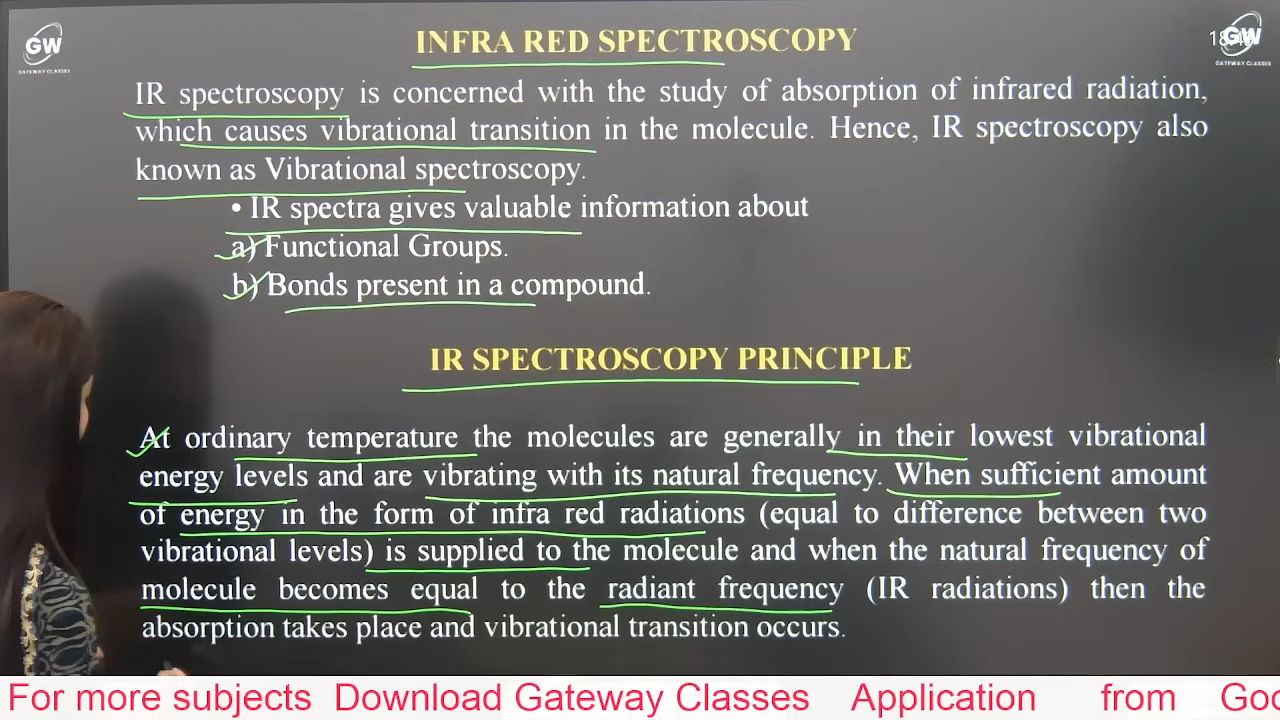 GW
GATEWAY CLASSES
INFRA RED SPECTROSCOPY
GW
GATEWAY CLASSES
IR spectroscopy is concerned with the study of absorption of infrared radiation,
which causes vibrational transition in the molecule. Hence, IR spectroscopy also
known as Vibrational spectroscopy.
• IR spectra gives valuable information about
a) Functional Groups.
b) Bonds present in a compound.
IR SPECTROSCOPY PRINCIPLE
At ordinary temperature the molecules are generally in their lowest vibrational
energy levels and are vibrating with its natural frequency. When sufficient amount
of energy in the form of infra red radiations (equal to difference between two
vibrational levels) is supplied to the molecule and when the natural frequency of
molecule becomes equal to the radiant frequency (IR radiations) then the
absorption takes place and vibrational transition occurs.
For more subjects Download Gateway Classes Application from Goo